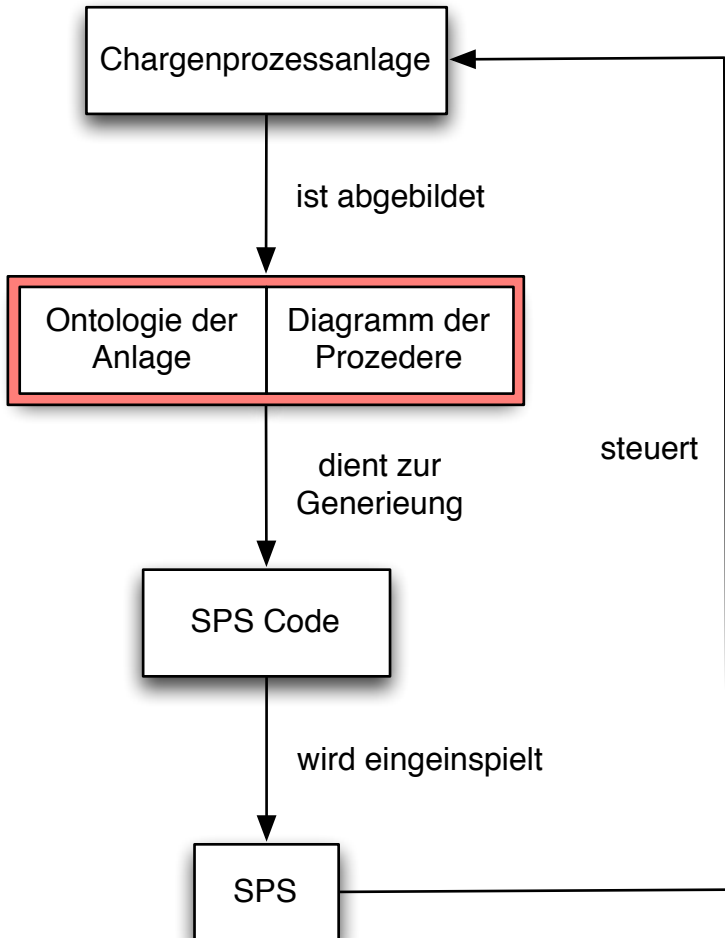 Chargenprozessanlage
ist abgebildet
Ontologie der
Anlage
Diagramm der
Prozedere
steuert
dient zur
Generieung
SPS Code
wird eingeinspielt
SPS